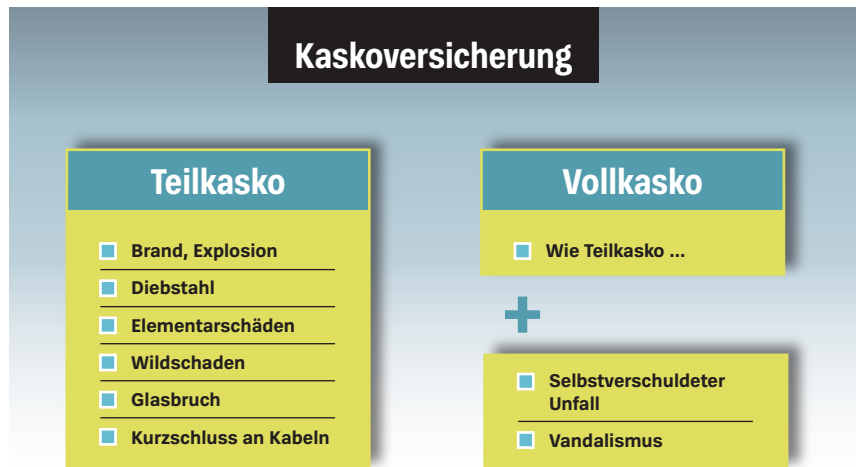 Kaskoversicherung
Teilkasko
Brand, Explosion
Diebstahl
Elementarschäden
Wildschaden
Glasbruch
Kurzschluss an Kabeln
Vollkasko
Wie Teilkasko ...
+
Selbstverschuldeter
Unfall
Vandalismus